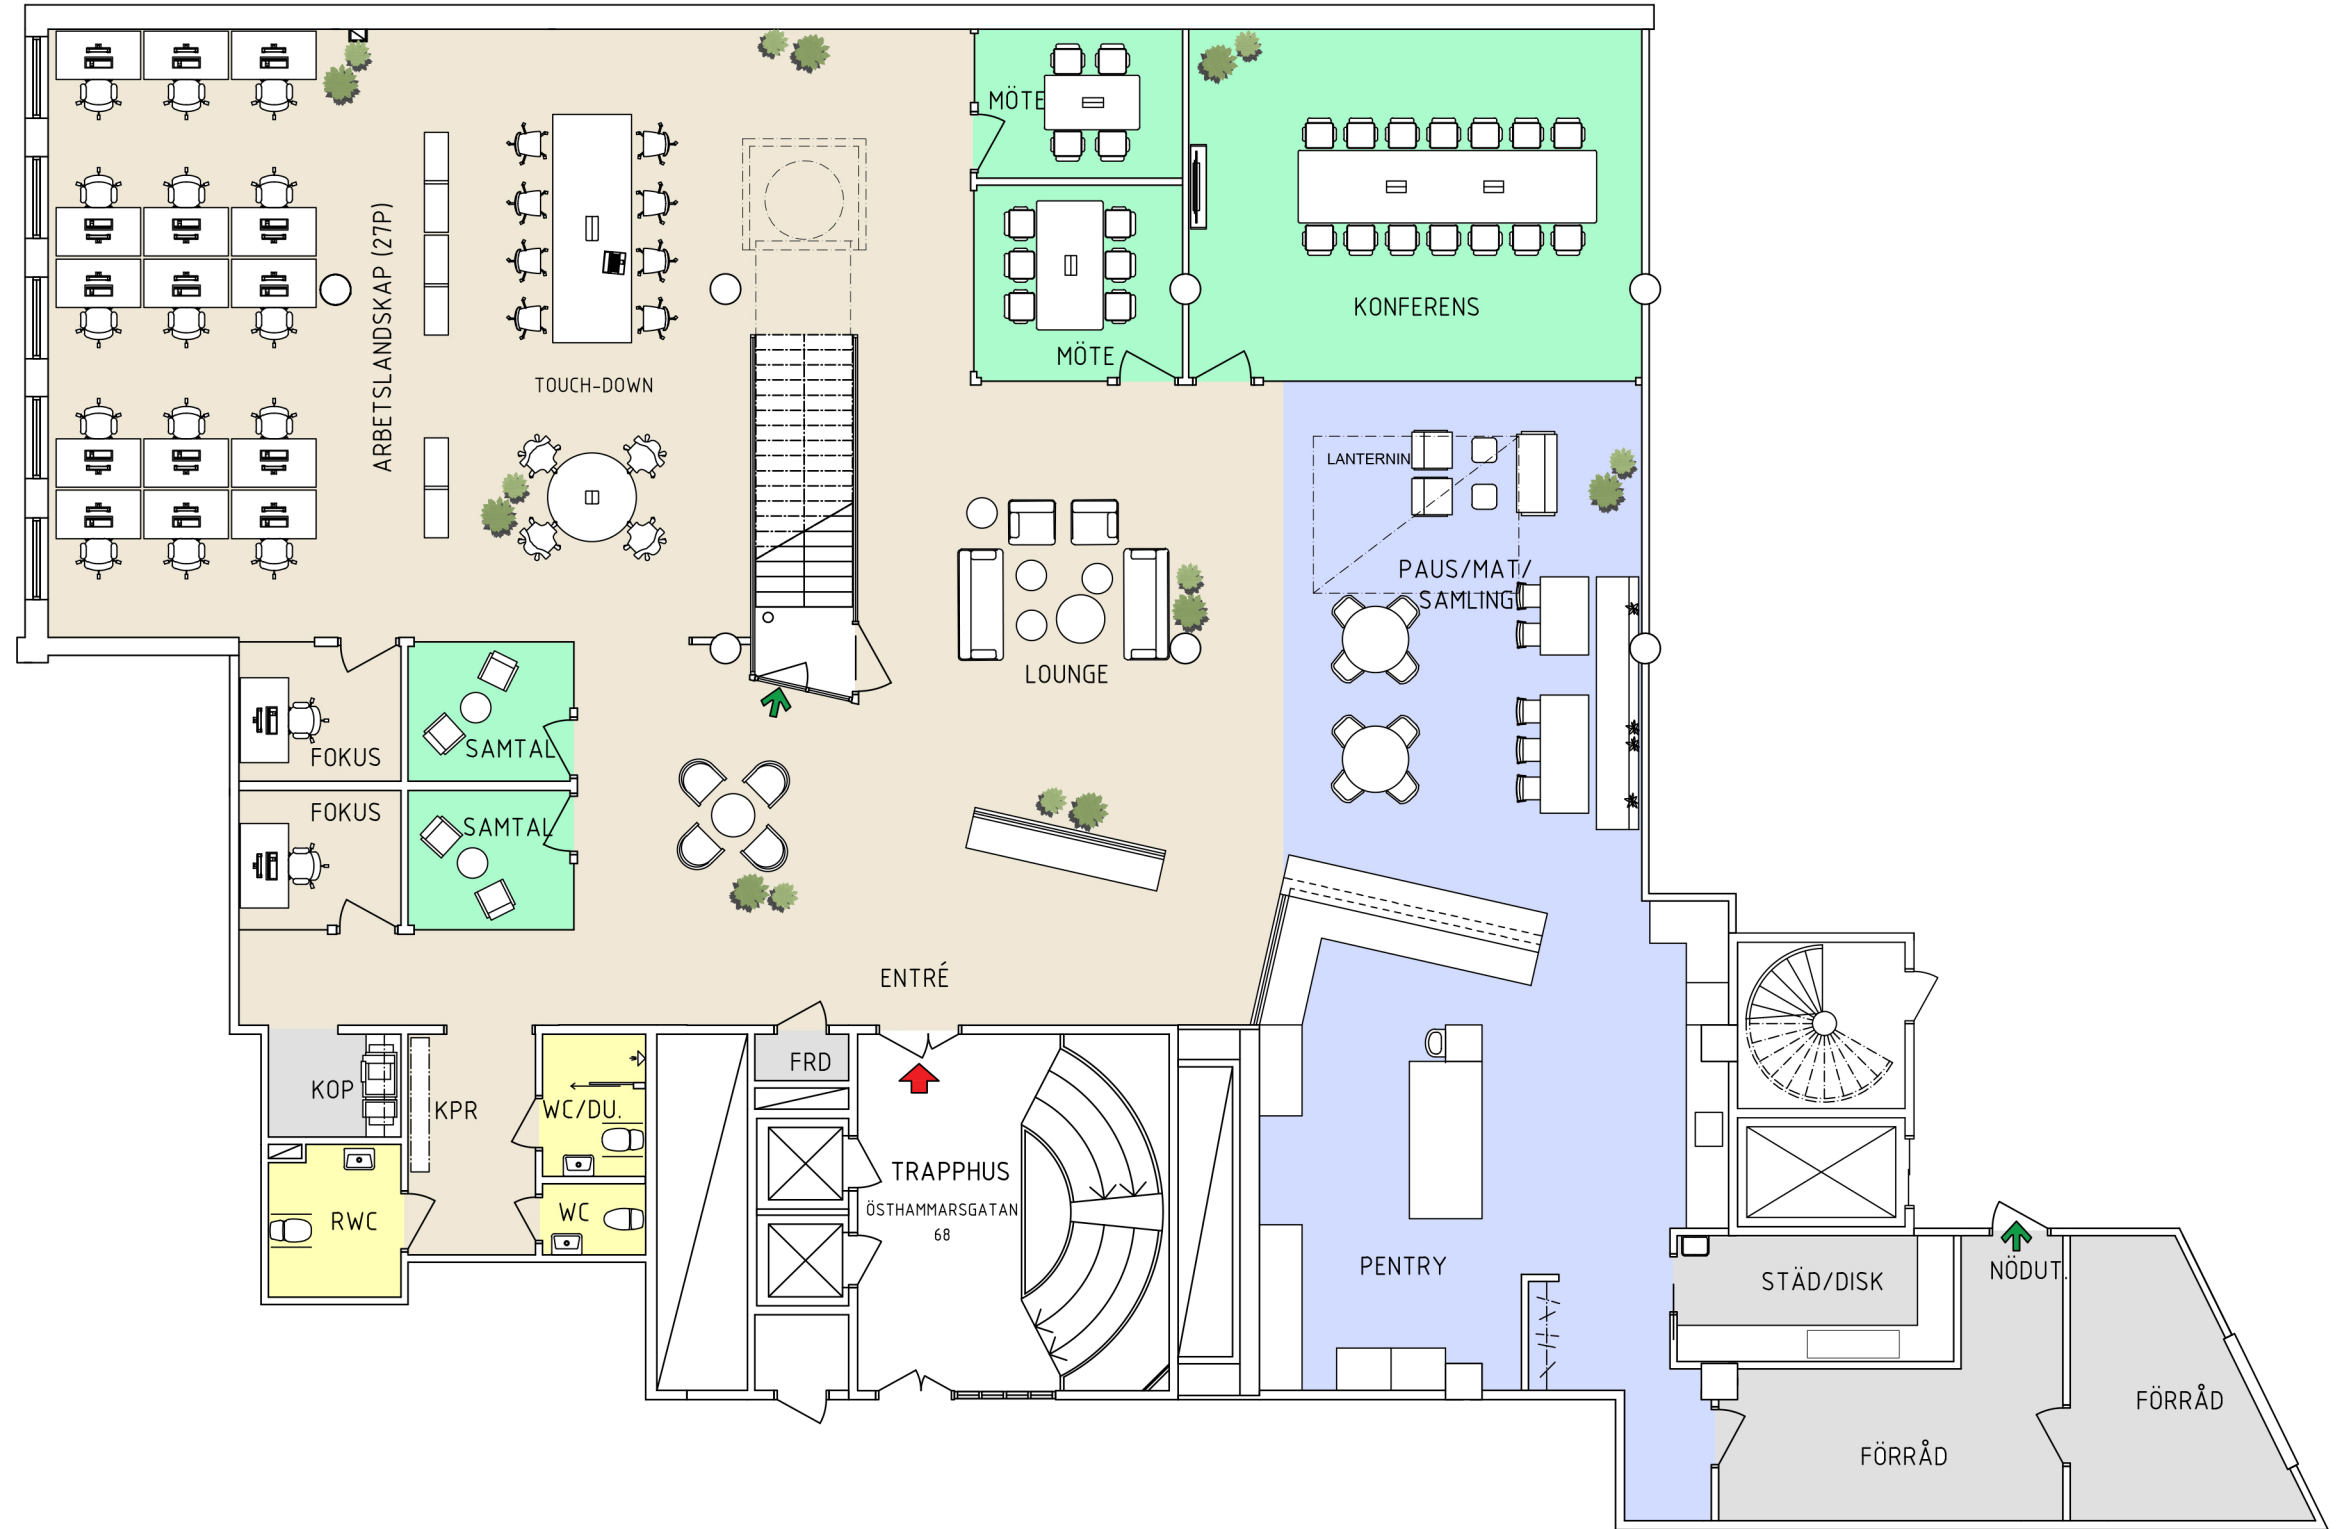 MÖTE
ARBETSLANDSKAP (27P)
KONFERENS
MÖTE
TOUCH-DOWN
LANTERNIN
PAUS/MAT/
SAMLING
LOUNGE
FOKUS
SAMTAL
FOKUS
SAMTAL
ENTRÉ
FRD
KOP
KPR
WC/DU.
TRAPPHUS
ÖSTHAMMARSGATAN
68
RWC
WC
PENTRY
STÄD/DISK
NÖDUT.
FÖRRÅD
FÖRRÅD